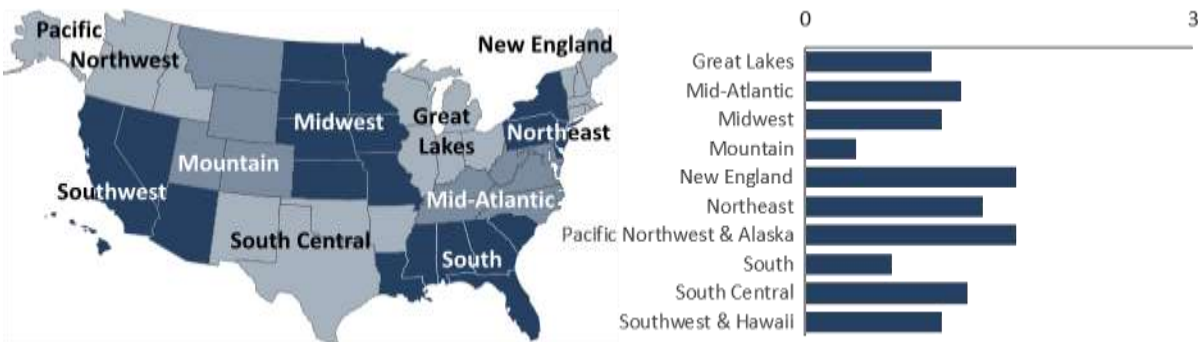 Pacific
Northwest
New England
Midwest
Great
Lakes
Northeast
Mountain
Southwest
Mid-Atlantic
South Central
South
0 3
Great Lakes
Mid-Atlantic
Midwest
Mountain
New England
Northeast
Pacific Northwest & Alaska
South
South Central
Southwest & Hawaii